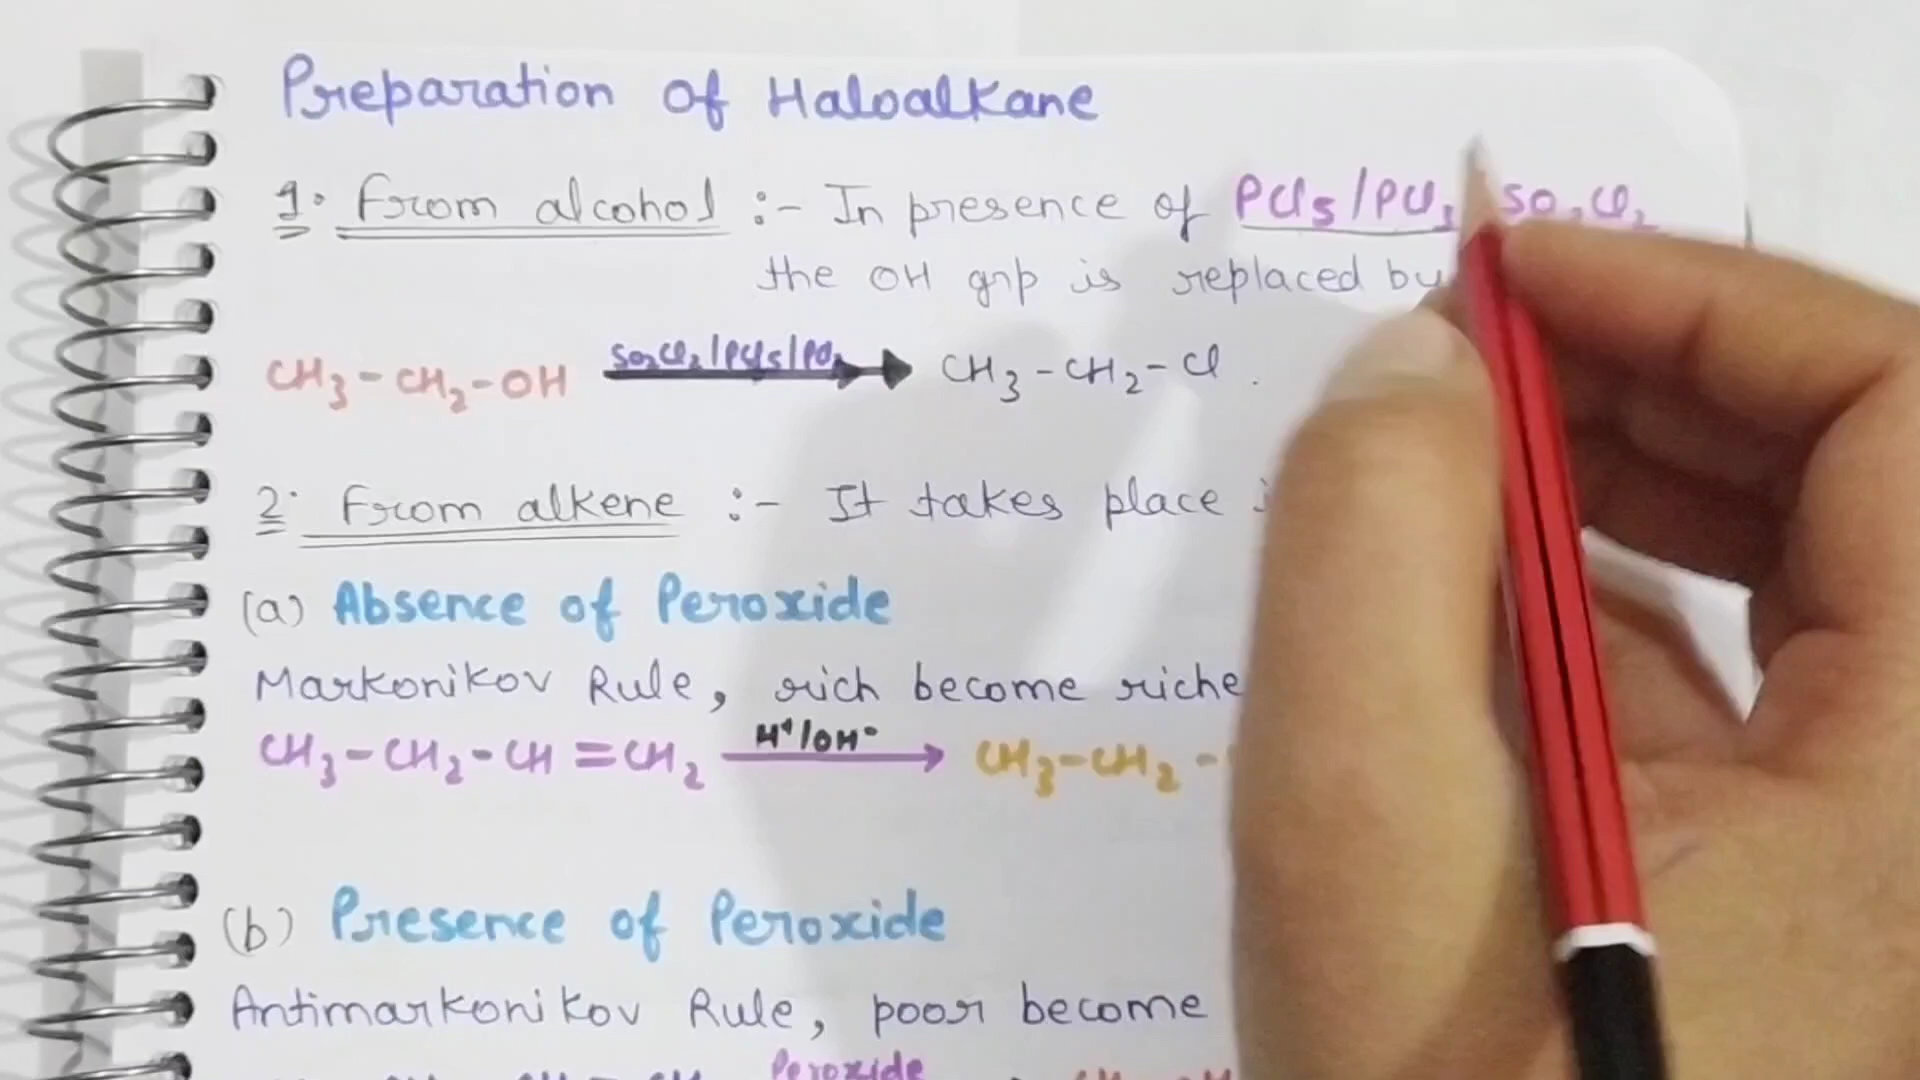 Preparation of Haloalkane
1. From alcohol :- In presence of PCl5/PCl3 SO2Cl2
the OH grp is replaced by
SO2Cl2/PCl5/PCl3
CH3-CH2-OH CH3-CH2-Cl.
2. From alkene :- It takes place
(a) Absence of Peroxide
Markonikov Rule, rich become riche
H+/OH-
CH3-CH2-CH=CH2 CH3-CH2-
(b) Presence of Peroxide
Antimarkonikov Rule, poor become
Peroxide